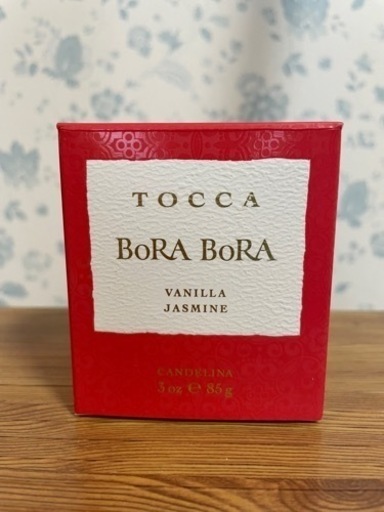 TOCCA
BoRA BoRA
VANILLA
JASMINE
CANDELINA
3 oz ℮ 85 g